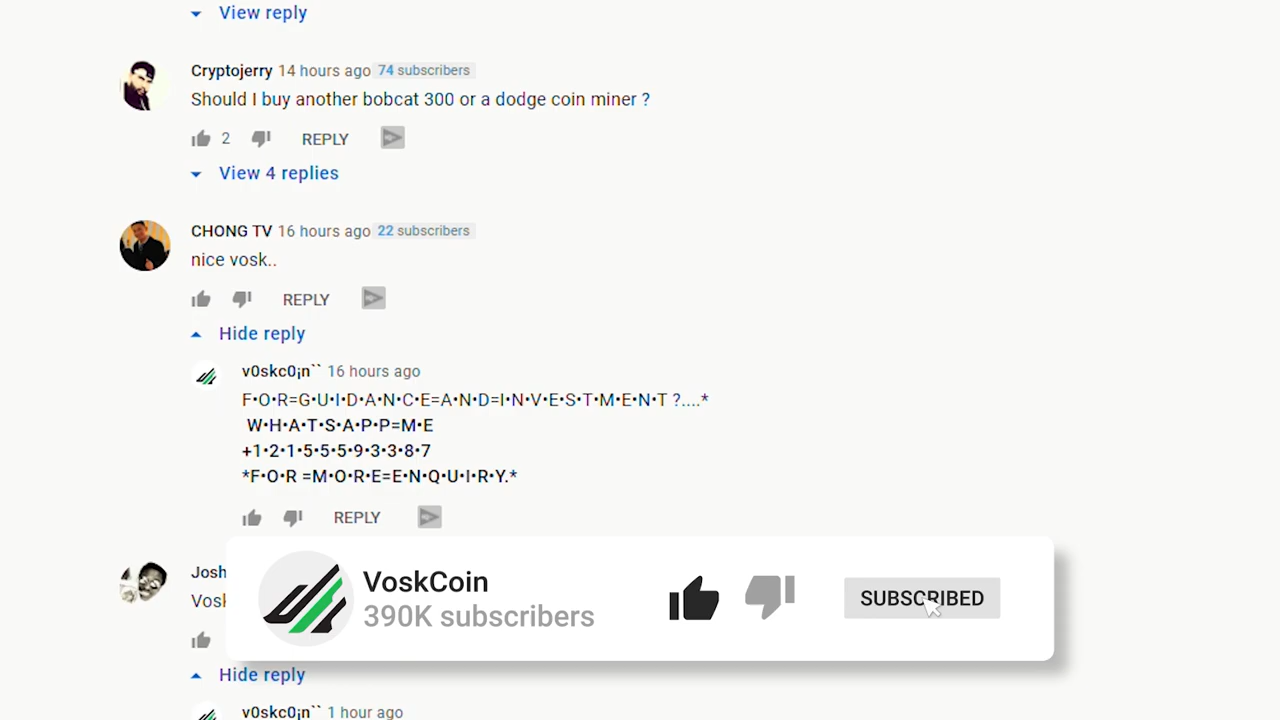 View reply
Cryptojerry 14 hours ago 74 subscribers
Should I buy another bobcat 300 or a dodge coin miner ?
2 REPLY
View 4 replies
CHONG TV 16 hours ago 22 subscribers
nice vosk..
REPLY
Hide reply
v0skc0¡n`` 16 hours ago
F•O•R=G•U•I•D•A•N•C•E=A•N•D=I•N•V•E•S•T•M•E•N•T ?....*
W•H•A•T•S•A•P•P=M•E
+1•2•1•5•5•5•9•3•3•8•7
*F•O•R =M•O•R•E=E•N•Q•U•I•R•Y.*
REPLY
Josh
Vosk
VoskCoin
390K subscribers
SUBSCRIBED
Hide reply
v0skc0¡n`` 1 hour ago